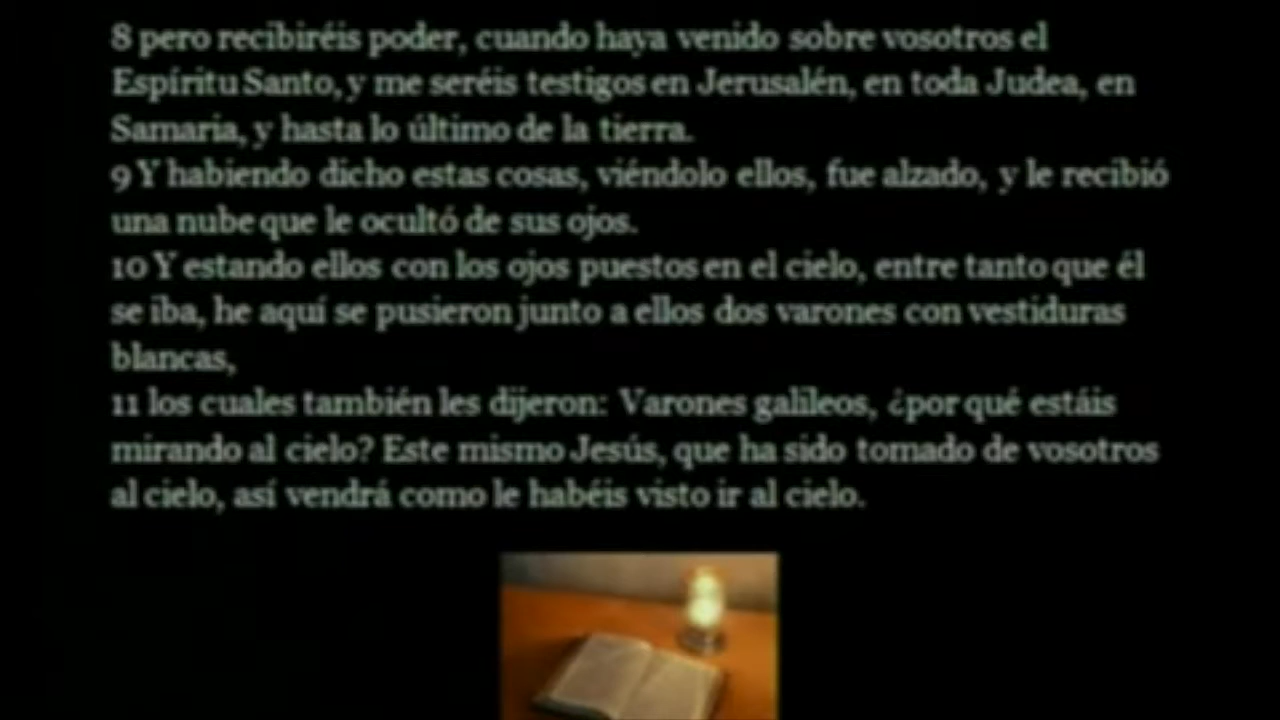 8 pero recibiréis poder, cuando haya venido sobre vosotros el
Espíritu Santo, y me seréis testigos en Jerusalén, en toda Judea, en
Samaria, y hasta lo último de la tierra.
9 Y habiendo dicho estas cosas, viéndolo ellos, fue alzado, y le recibió
una nube que le ocultó de sus ojos.
10 Y estando ellos con los ojos puestos en el cielo, entre tanto que él
se iba, he aquí se pusieron junto a ellos dos varones con vestiduras
blancas,
11 los cuales también les dijeron: Varones galileos, ¿por qué estáis
mirando al cielo? Este mismo Jesús, que ha sido tomado de vosotros
al cielo, así vendrá como le habéis visto ir al cielo.